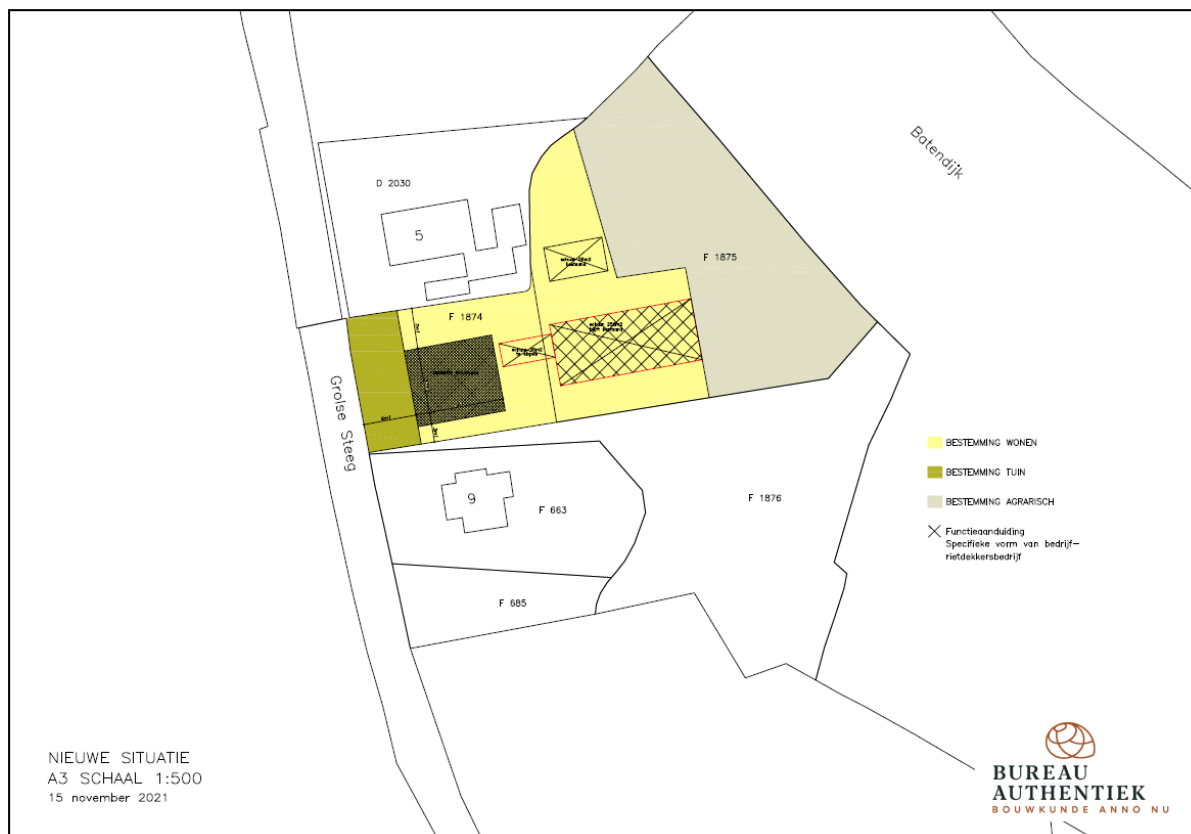 Batendijk
D 2030
5
F 1875
F 1874
Grolse Steeg
9
F 663
F 1876
F 685
BESTEMMING WONEN
BESTEMMING TUIN
BESTEMMING AGRARISCH
Functieaanduiding
Specifieke vorm van bedrijf-
rietdekkersbedrijf
NIEUWE SITUATIE
A3 SCHAAL 1:500
15 november 2021
BUREAU
AUTHENTIEK
BOUWKUNDE ANNO NU